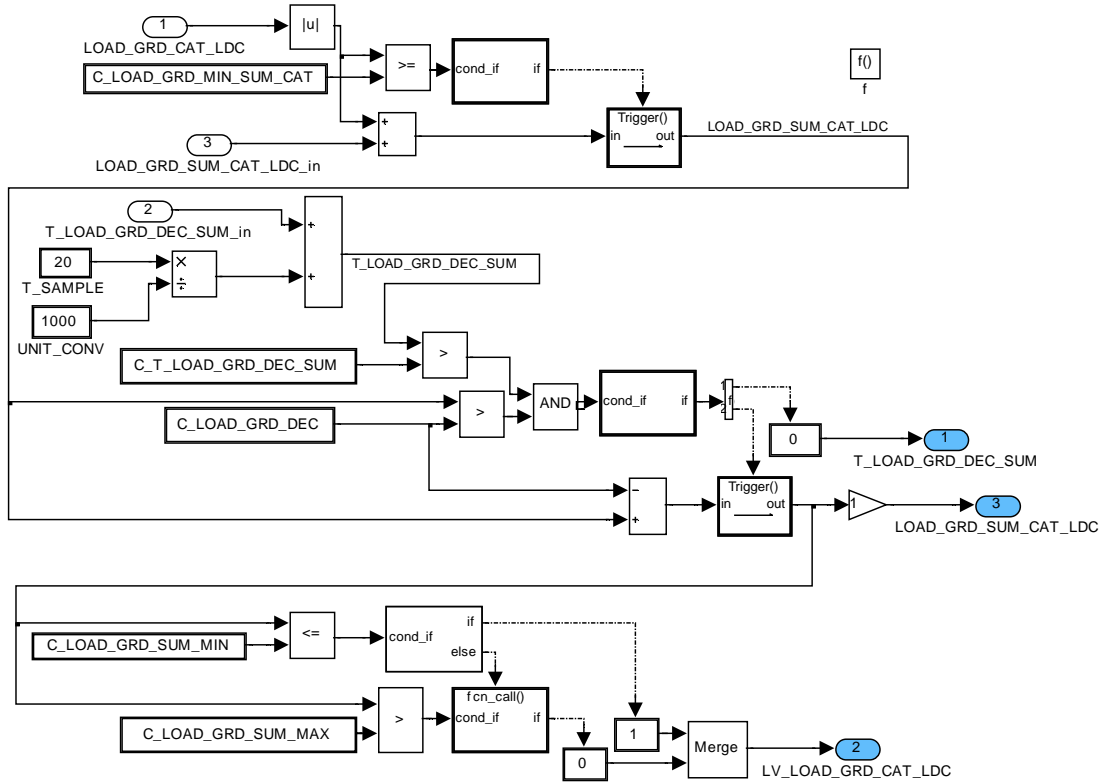 1
|u|
LOAD_GRD_CAT_LDC
C_LOAD_GRD_MIN_SUM_CAT
>=
cond_if
if
f()
f
3
LOAD_GRD_SUM_CAT_LDC_in
+
+
Trigger()
in
out
LOAD_GRD_SUM_CAT_LDC
2
T_LOAD_GRD_DEC_SUM_in
+
+
20
T_SAMPLE
×
÷
T_LOAD_GRD_DEC_SUM
1000
UNIT_CONV
C_T_LOAD_GRD_DEC_SUM
>
C_LOAD_GRD_DEC
>
AND
cond_if
if
1
2
f
0
1
T_LOAD_GRD_DEC_SUM
-
+
Trigger()
in
out
1
3
LOAD_GRD_SUM_CAT_LDC
C_LOAD_GRD_SUM_MIN
<=
cond_if
if
else
C_LOAD_GRD_SUM_MAX
>
fcn_call()
cond_if
if
1
0
Merge
2
LV_LOAD_GRD_CAT_LDC